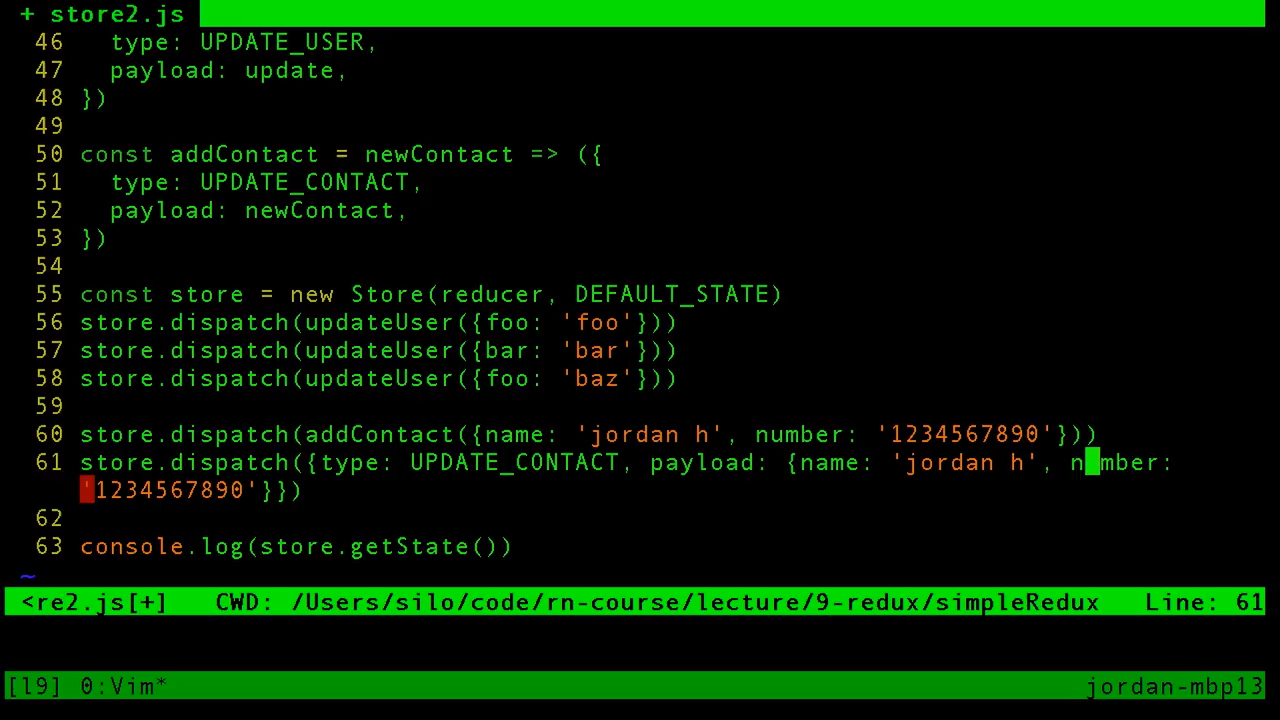 + store2.js
46   type: UPDATE_USER,
47   payload: update,
48 })
49
50 const addContact = newContact => ({
51   type: UPDATE_CONTACT,
52   payload: newContact,
53 })
54
55 const store = new Store(reducer, DEFAULT_STATE)
56 store.dispatch(updateUser({foo: 'foo'}))
57 store.dispatch(updateUser({bar: 'bar'}))
58 store.dispatch(updateUser({foo: 'baz'}))
59
60 store.dispatch(addContact({name: 'jordan h', number: '1234567890'}))
61 store.dispatch({type: UPDATE_CONTACT, payload: {name: 'jordan h', number:
'1234567890'}})
62
63 console.log(store.getState())
~
<re2.js[+]   CWD: /Users/silo/code/rn-course/lecture/9-redux/simpleRedux   Line: 61
[l9] 0:Vim*   jordan-mbp13